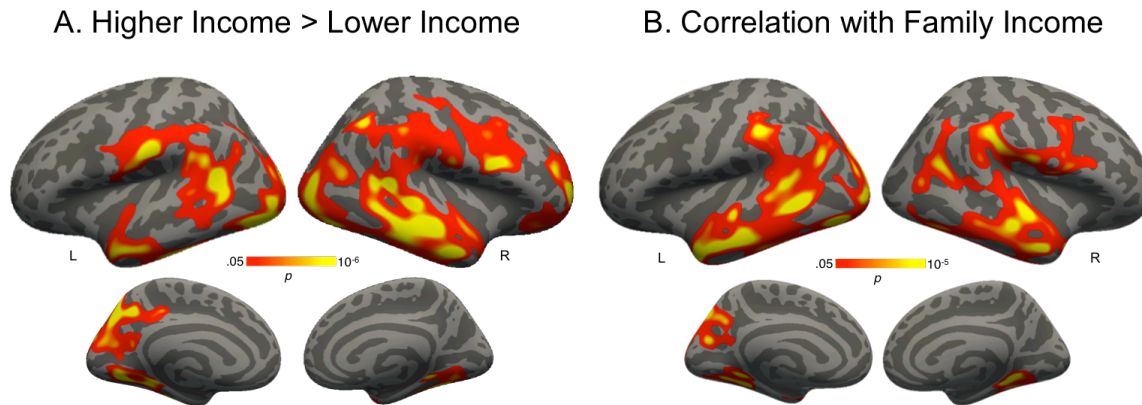 A. Higher Income > Lower Income
B. Correlation with Family Income
L
R
.05
10-6
p
L
R
.05
10-5
p